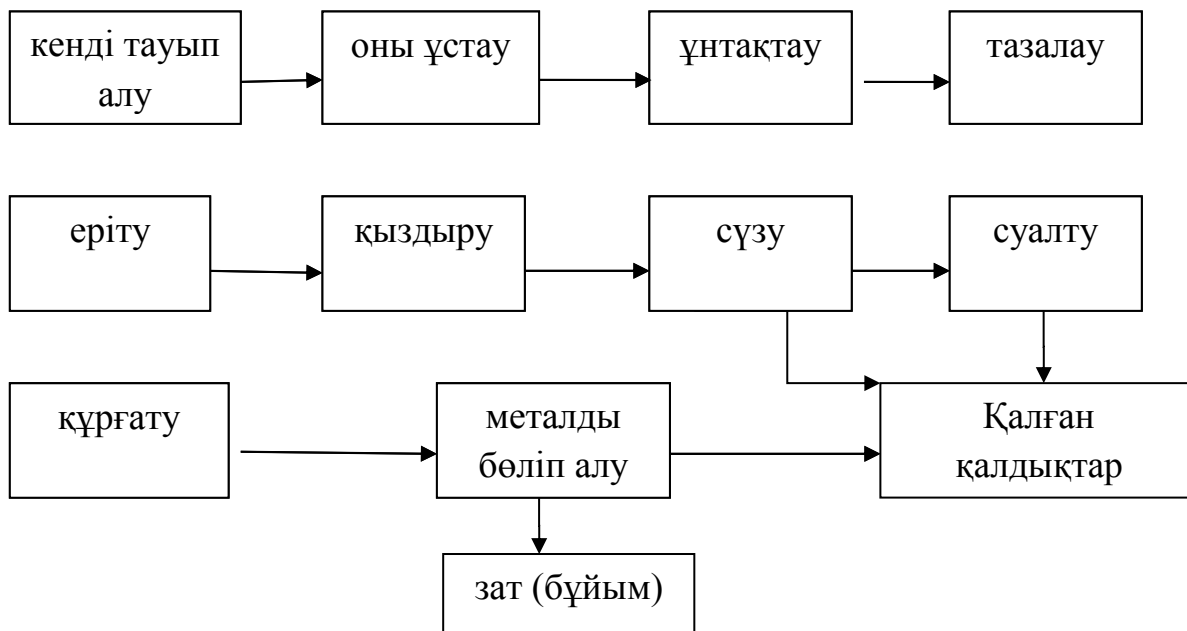 кенді тауып
алу
оны ұстау
ұнтақтау
тазалау
еріту
қыздыру
сүзу
суалту
құрғату
металды
бөліп алу
Қалған
қалдықтар
зат (бұйым)